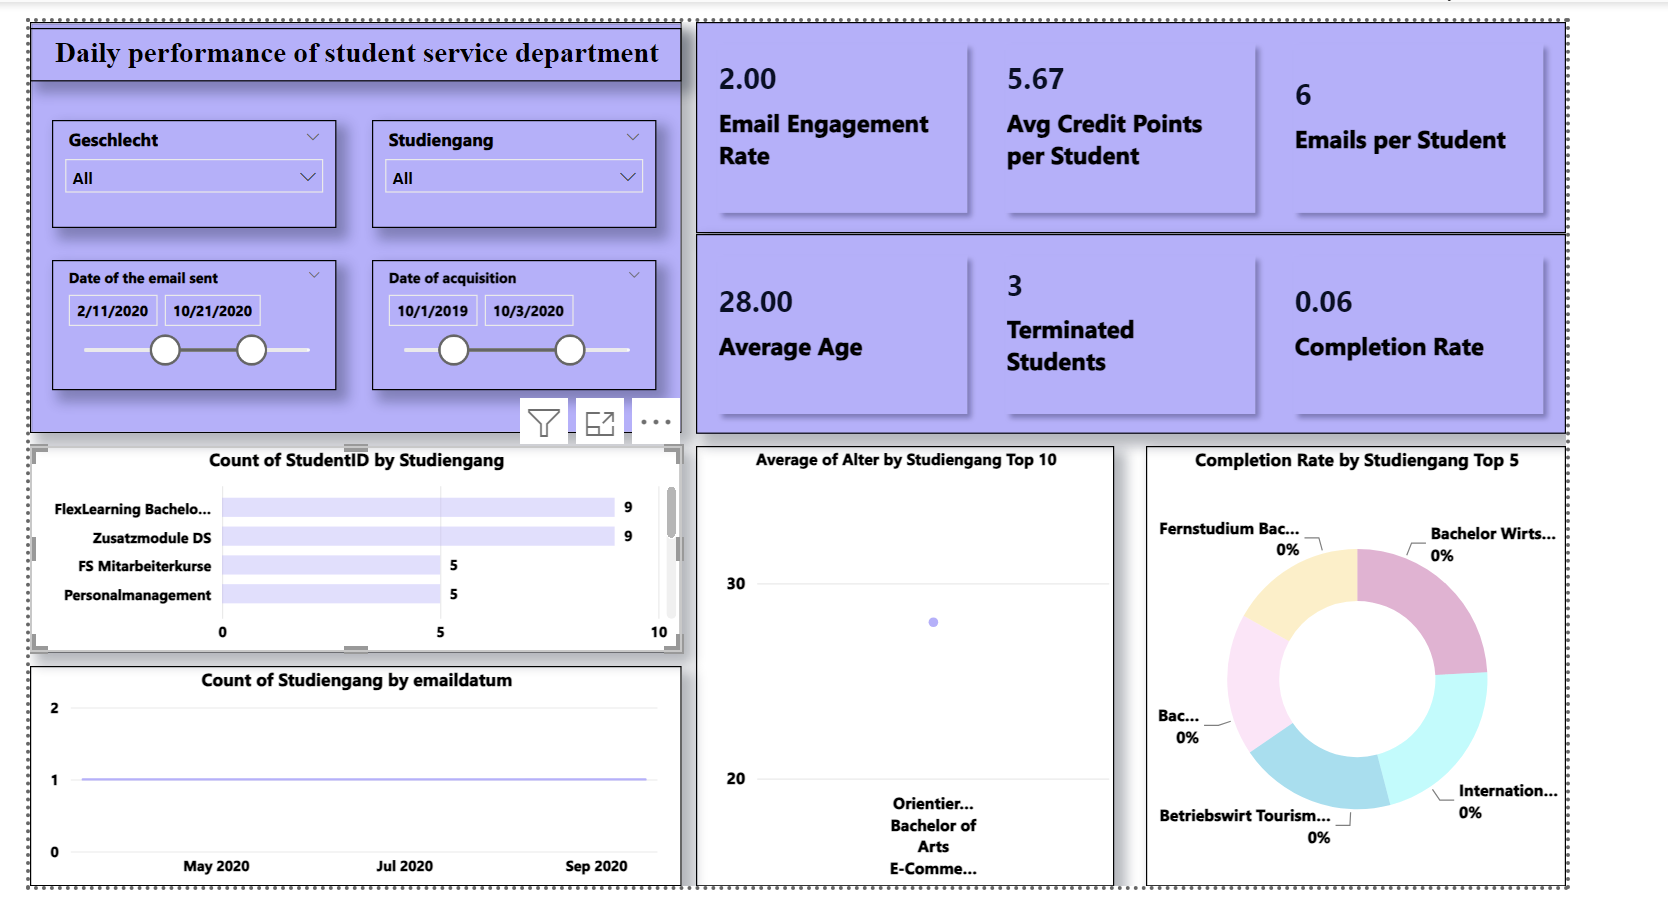 Daily performance of student service department
Geschlecht
All
Studiengang
All
Date of the email sent
2/11/2020 10/21/2020
Date of acquisition
10/1/2019 10/3/2020
2.00
Email Engagement
Rate
5.67
Avg Credit Points
per Student
6
Emails per Student
28.00
Average Age
3
Terminated
Students
0.06
Completion Rate
Count of StudentID by Studiengang
FlexLearning Bachelo... 9
Zusatzmodule DS 9
FS Mitarbeiterkurse 5
Personalmanagement 5
0 5 10
Count of Studiengang by emaildatum
2
1
0
May 2020 Jul 2020 Sep 2020
Average of Alter by Studiengang Top 10
30
20
Orientier...
Bachelor of
Arts
E-Comme...
Completion Rate by Studiengang Top 5
Fernstudium Bac...
0%
Bachelor Wirts...
0%
Bac...
0%
Internation...
0%
Betriebswirt Tourism...
0%